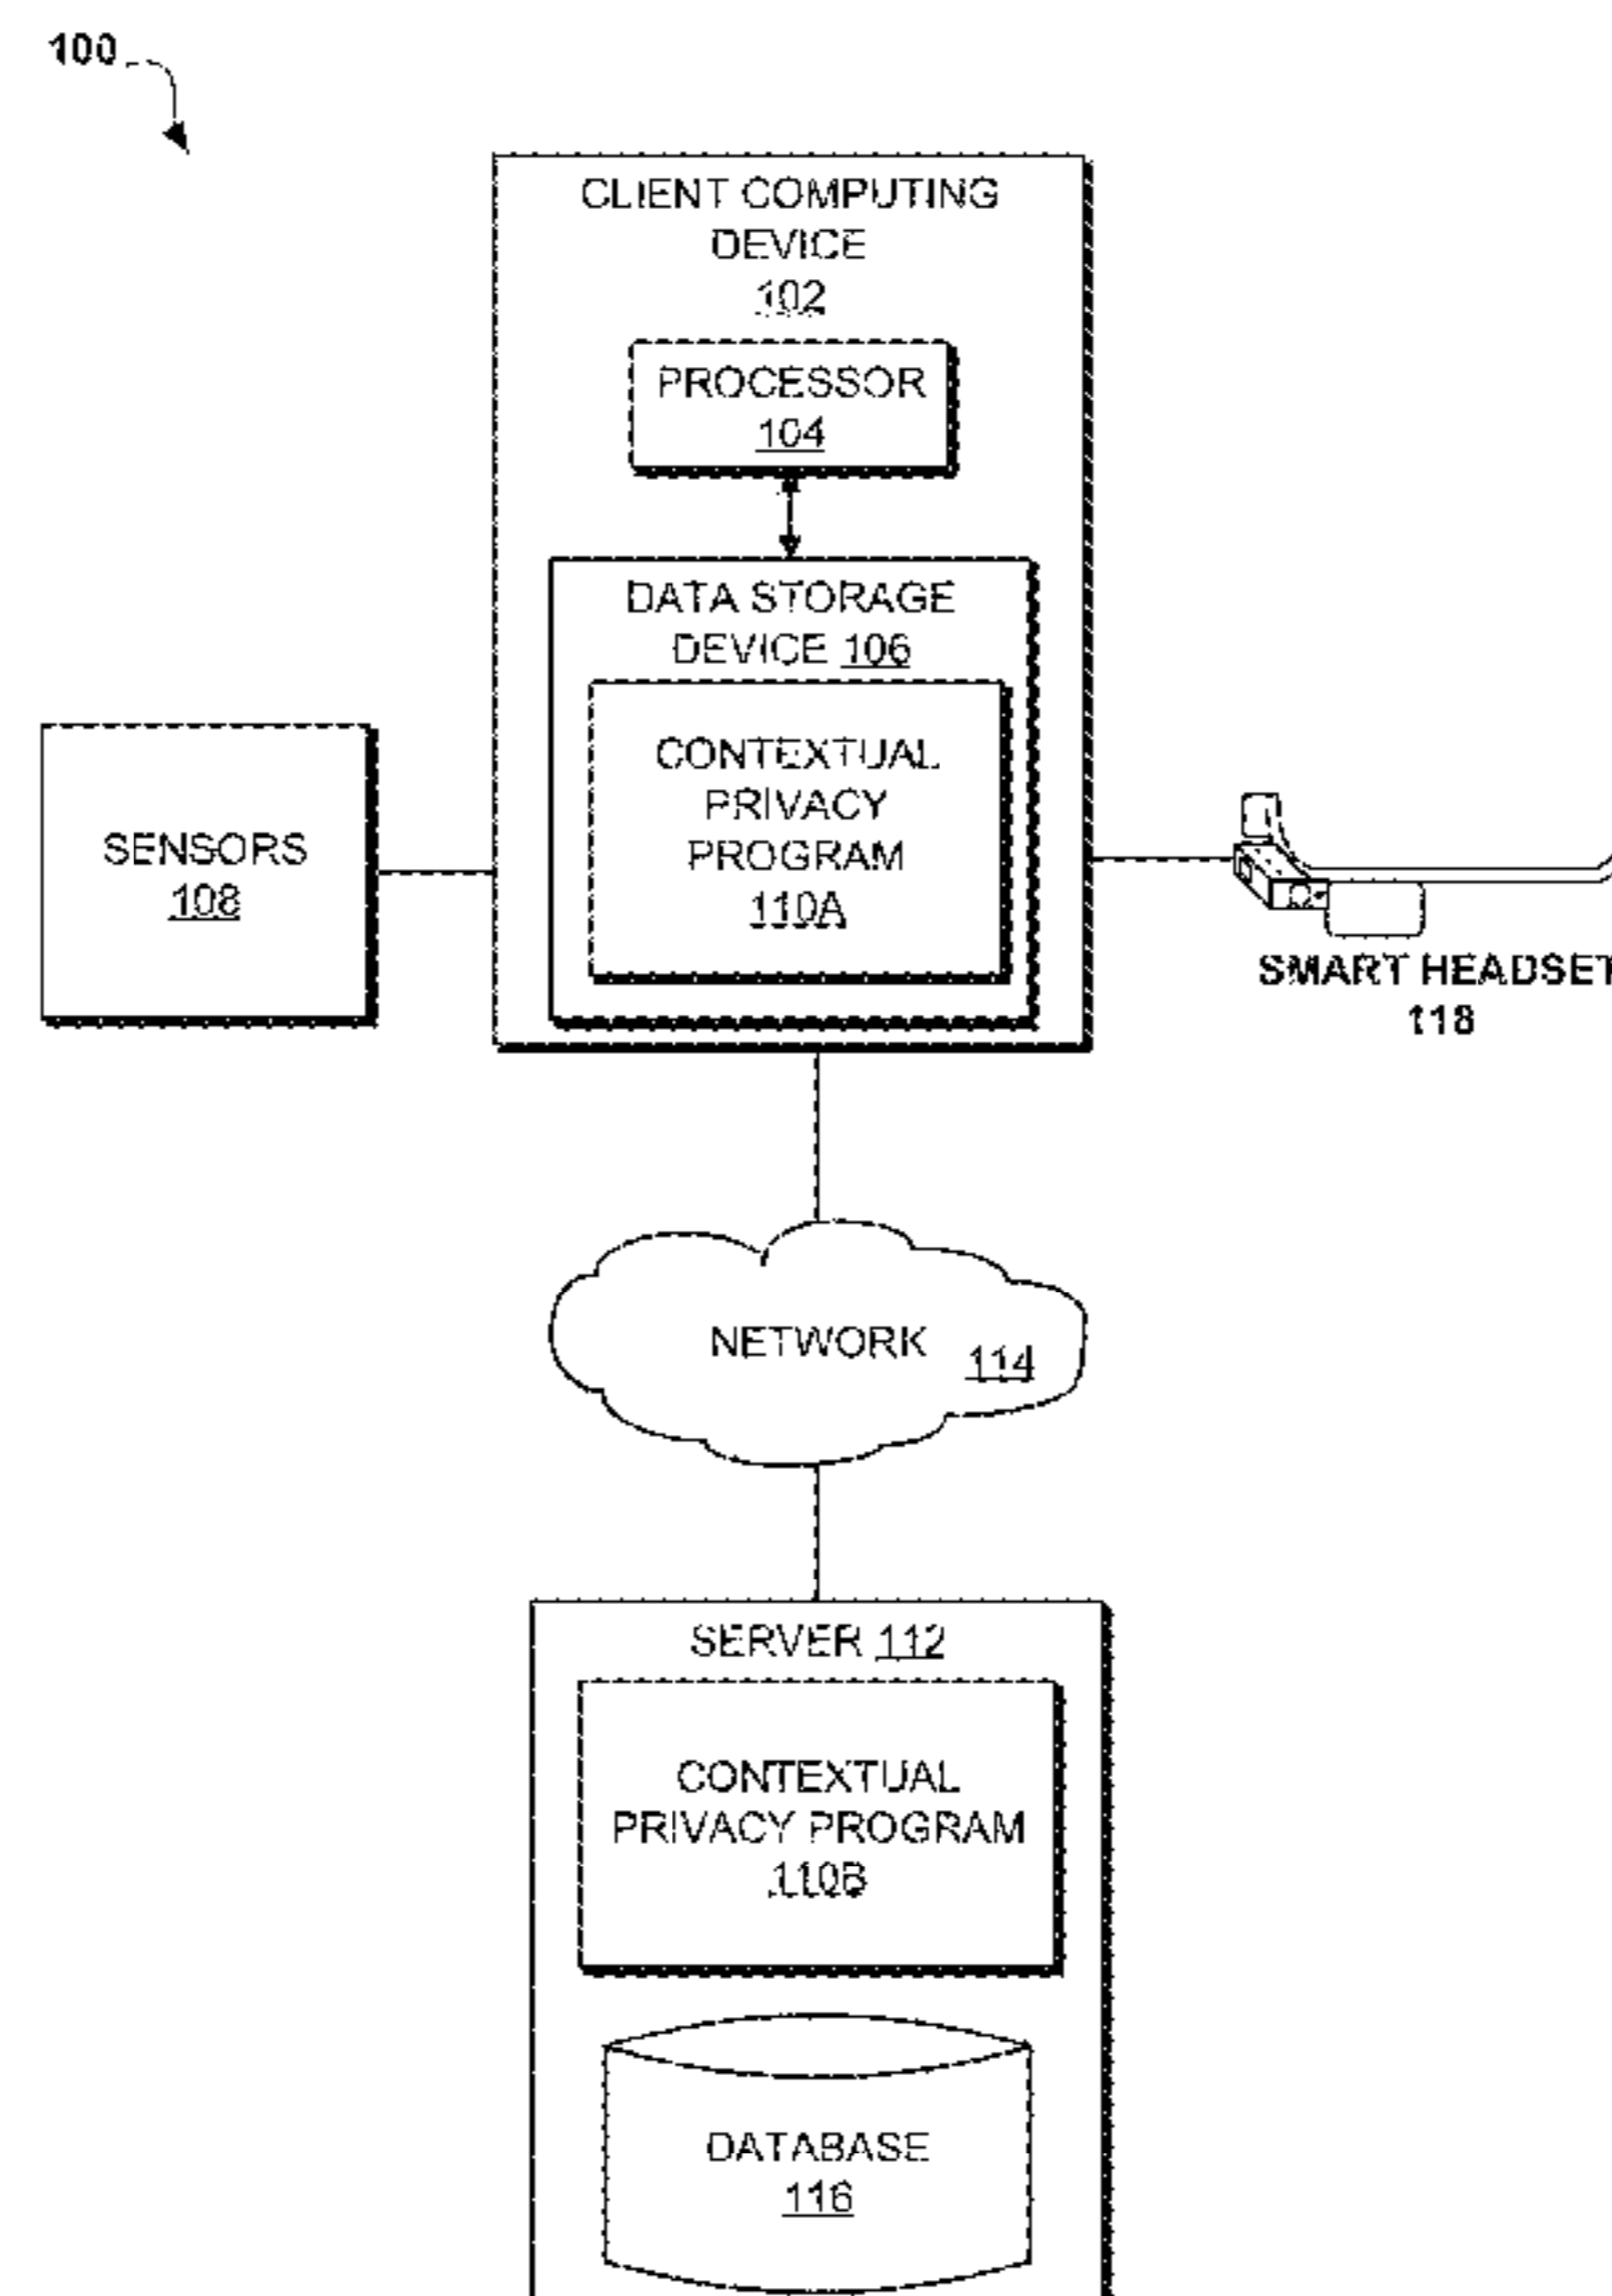 100
CLIENT COMPUTING
DEVICE
102
PROCESSOR
104
DATA STORAGE
DEVICE 106
CONTEXTUAL
PRIVACY
PROGRAM
110A
SENSORS
108
SMART HEADSET
118
NETWORK 114
SERVER 112
CONTEXTUAL
PRIVACY PROGRAM
110B
DATABASE
116